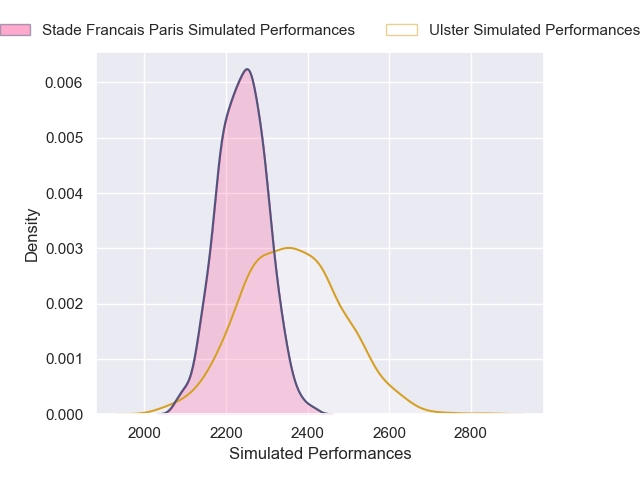 Stade Francais Paris Simulated Performances
Ulster Simulated Performances
0.006
0.005
0.004
0.003
0.002
0.001
0.000
Density
2000 2200 2400 2600 2800
Simulated Performances